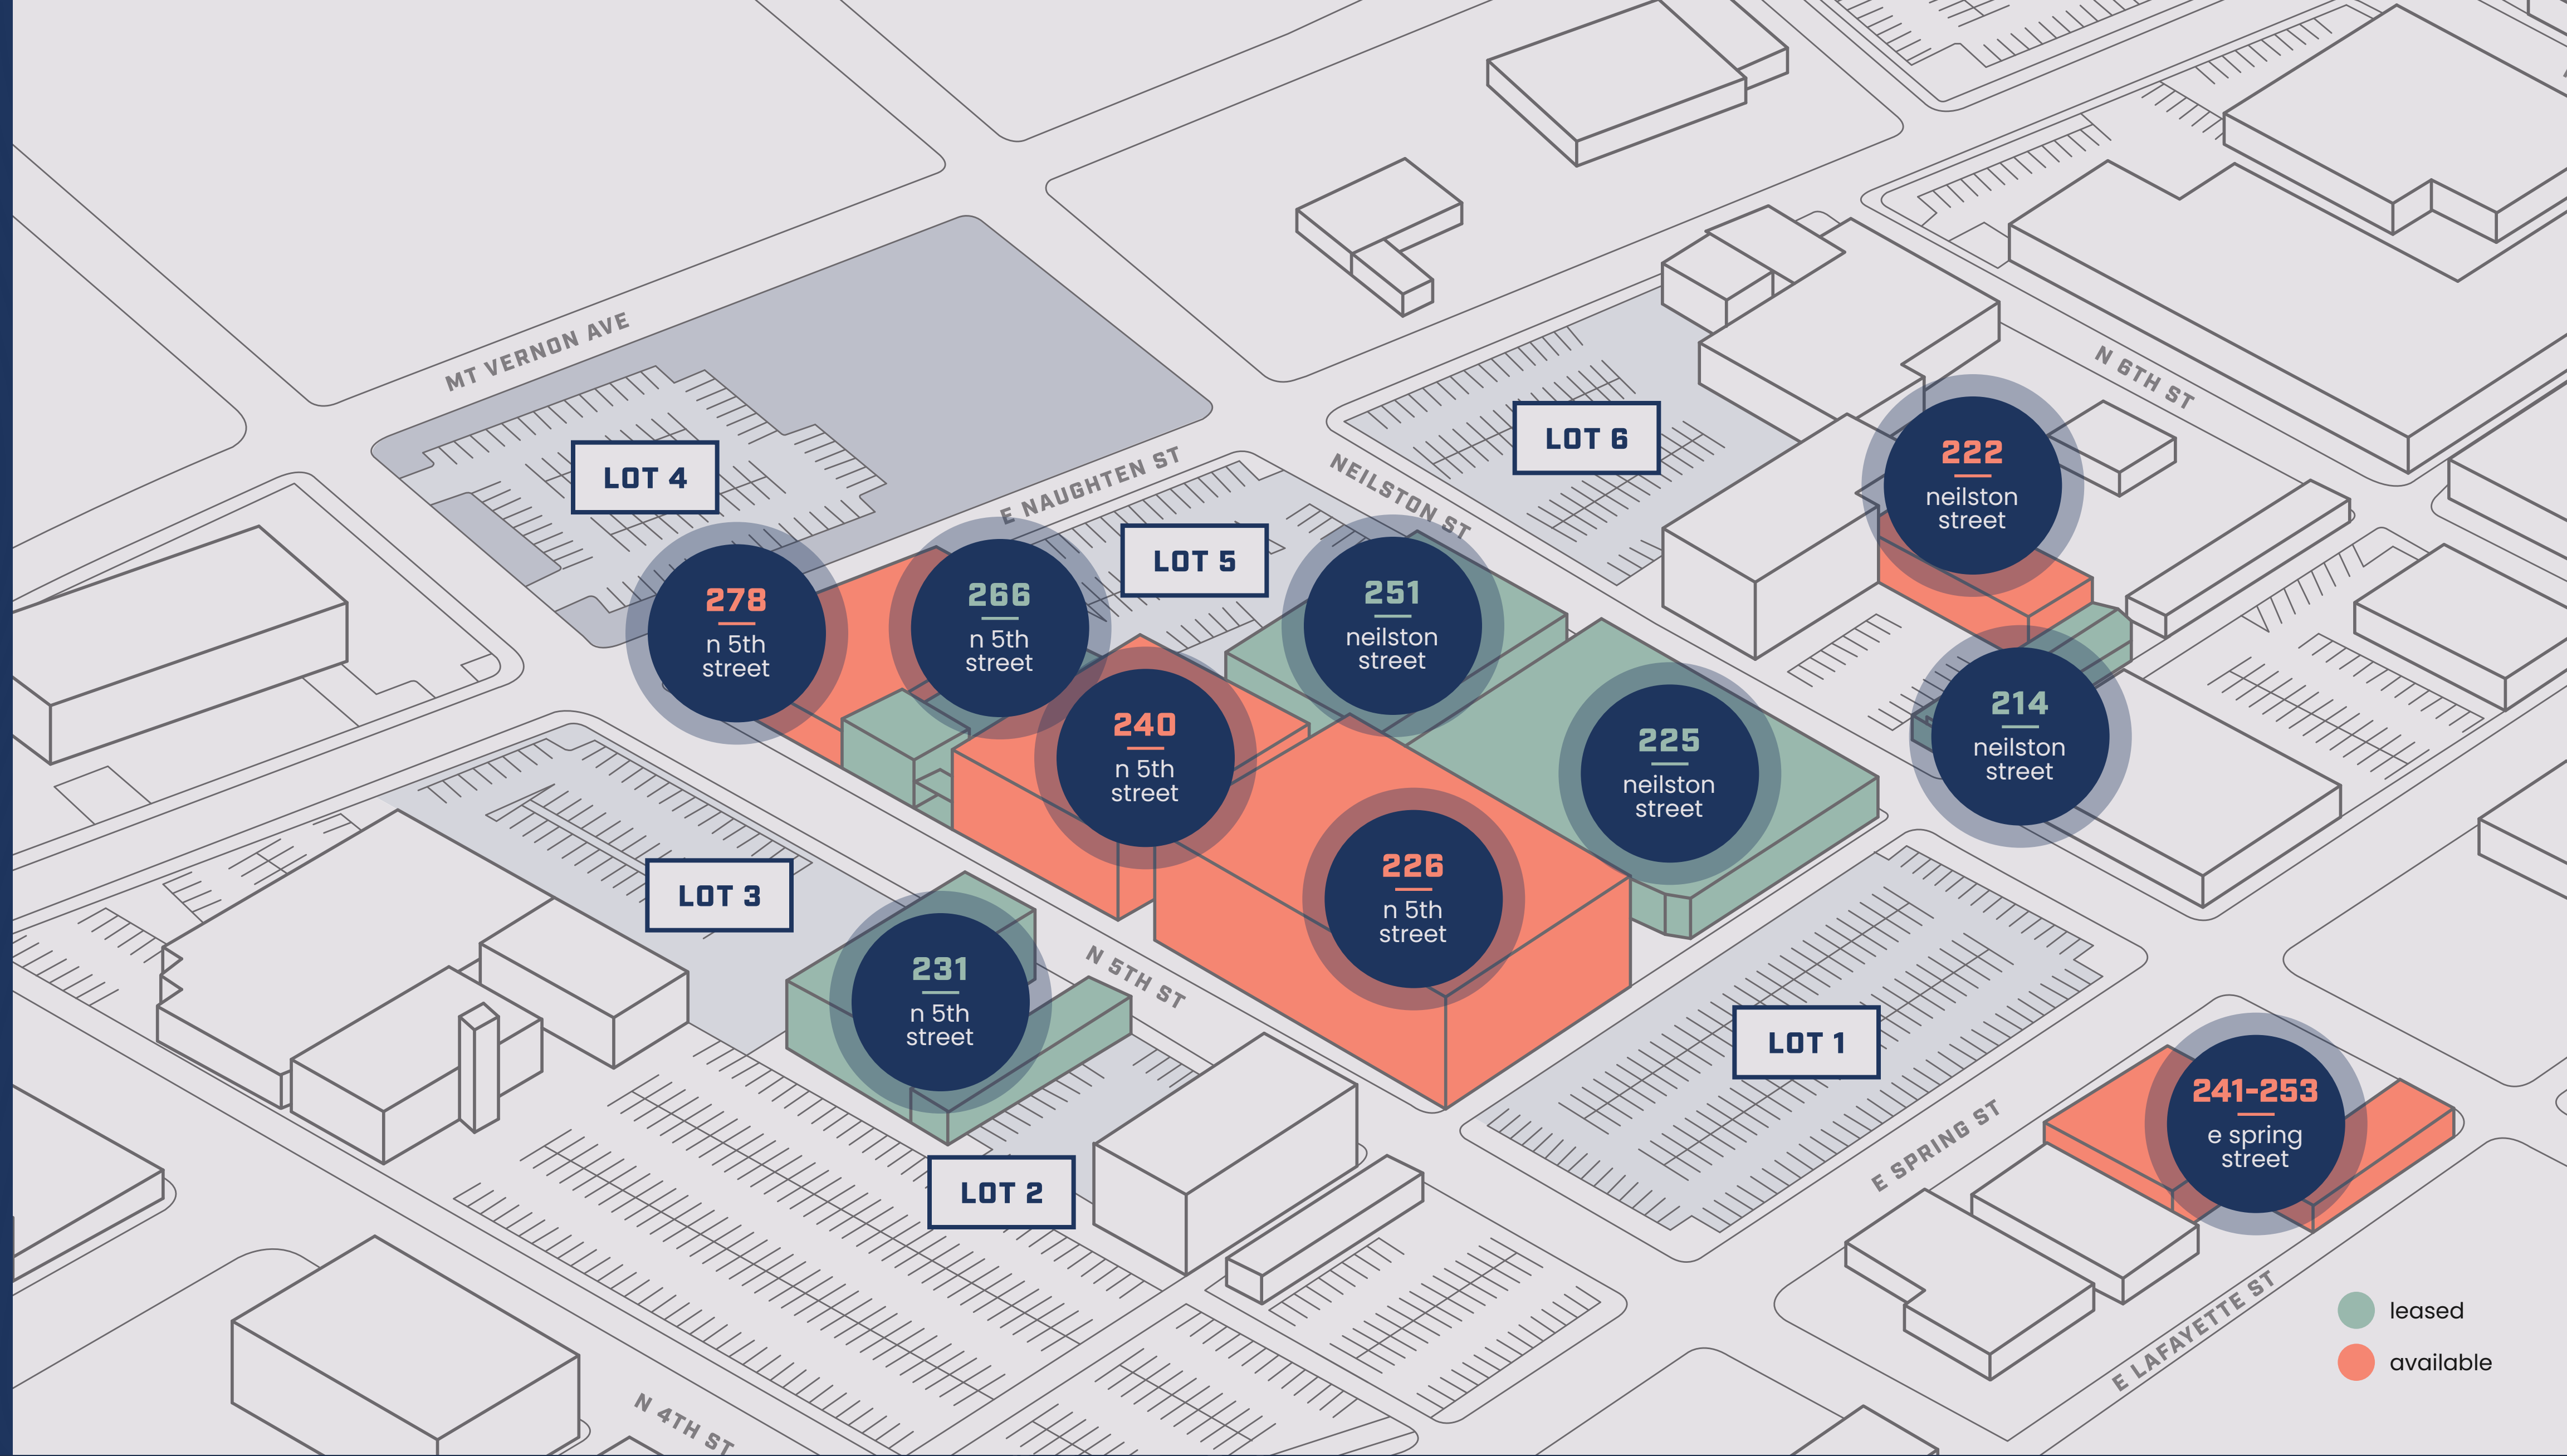 MT VERNON AVE
N 6TH ST
LOT 6
LOT 4
E NAUGHTEN ST
NEILSTON ST
222
neilston
street
LOT 5
278
n 5th
street
266
n 5th
street
251
neilston
street
240
n 5th
street
225
neilston
street
214
neilston
street
LOT 3
226
n 5th
street
231
n 5th
street
N 5TH ST
LOT 1
LOT 2
E SPRING ST
241-253
e spring
street
E LAFAYETTE ST
N 4TH ST
leased
available